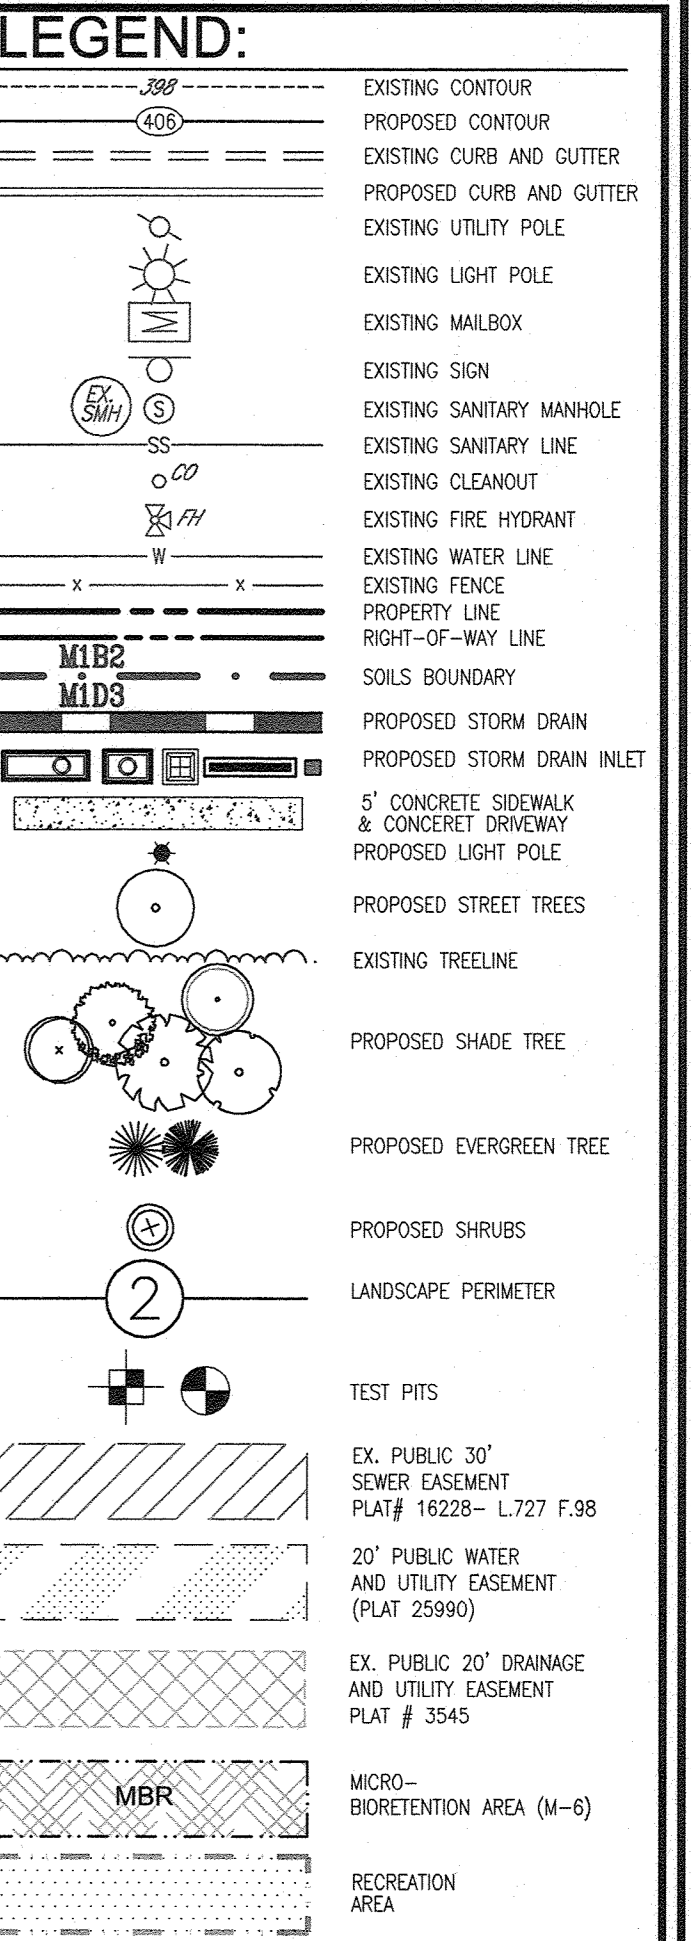 LEGEND:
398 EXISTING CONTOUR
406 PROPOSED CONTOUR
EXISTING CURB AND GUTTER
PROPOSED CURB AND GUTTER
EXISTING UTILITY POLE
EXISTING LIGHT POLE
EXISTING MAILBOX
EXISTING SIGN
EX. SMH S EXISTING SANITARY MANHOLE
SS EXISTING SANITARY LINE
CO EXISTING CLEANOUT
FH EXISTING FIRE HYDRANT
W EXISTING WATER LINE
x x EXISTING FENCE
PROPERTY LINE
RIGHT-OF-WAY LINE
M1B2
SOILS BOUNDARY
M1D3
PROPOSED STORM DRAIN
PROPOSED STORM DRAIN INLET
5' CONCRETE SIDEWALK
& CONCERET DRIVEWAY
PROPOSED LIGHT POLE
PROPOSED STREET TREES
EXISTING TREELINE
PROPOSED SHADE TREE
PROPOSED EVERGREEN TREE
PROPOSED SHRUBS
2 LANDSCAPE PERIMETER
TEST PITS
EX. PUBLIC 30'
SEWER EASEMENT
PLAT# 16228- L.727 F.98
20' PUBLIC WATER
AND UTILITY EASEMENT
(PLAT 25990)
EX. PUBLIC 20' DRAINAGE
AND UTILITY EASEMENT
PLAT # 3545
MBR
MICRO-
BIORETENTION AREA (M-6)
RECREATION
AREA